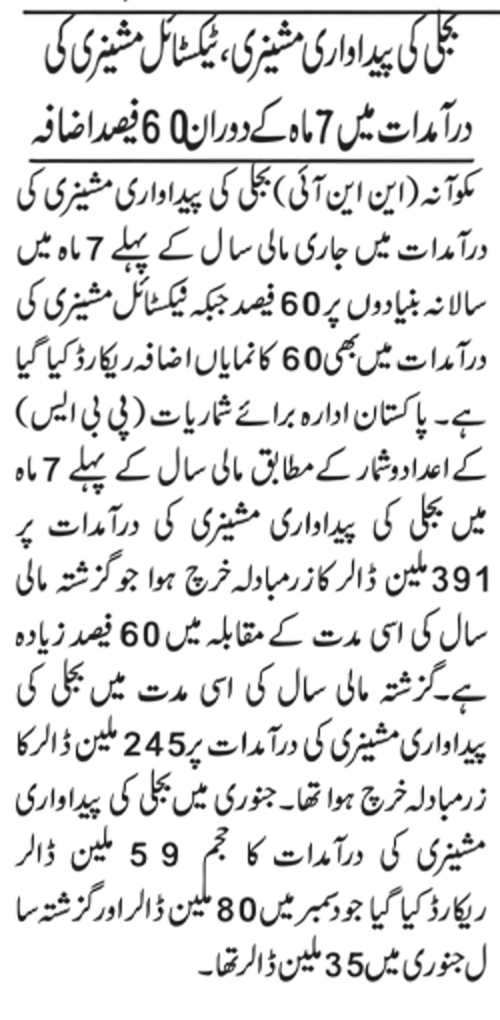 بجلی کی پیداواری مشینری، ٹیکسٹائل مشینری کی
درآمدات میں 7 ماہ کے دوران 60 فیصد اضافہ
مکوآنہ (این این آئی) بجلی کی پیداواری مشینری کی
درآمدات میں جاری مالی سال کے پہلے 7 ماہ میں
سالانہ بنیادوں پر 60 فیصد جبکہ ٹیکسٹائل مشینری کی
درآمدات میں بھی 60 کا نمایاں اضافہ ریکارڈ کیا گیا
ہے۔ پاکستان ادارہ برائے شماریات (پی بی ایس)
کے اعداد و شمار کے مطابق مالی سال کے پہلے 7 ماہ
میں بجلی کی پیداواری مشینری کی درآمدات پر
391 ملین ڈالر کا زرمبادلہ خرچ ہوا جو گزشتہ مالی
سال کی اسی مدت کے مقابلہ میں 60 فیصد زیادہ
ہے۔ گزشتہ مالی سال کی اسی مدت میں بجلی کی
پیداواری مشینری کی درآمدات پر 245 ملین ڈالر کا
زرمبادلہ خرچ ہوا تھا۔ جنوری میں بجلی کی پیداواری
مشینری کی درآمدات کا حجم 59 ملین ڈالر
ریکارڈ کیا گیا جو دسمبر میں 80 ملین ڈالر اور گزشتہ سا
ل جنوری میں 35 ملین ڈالر تھا۔